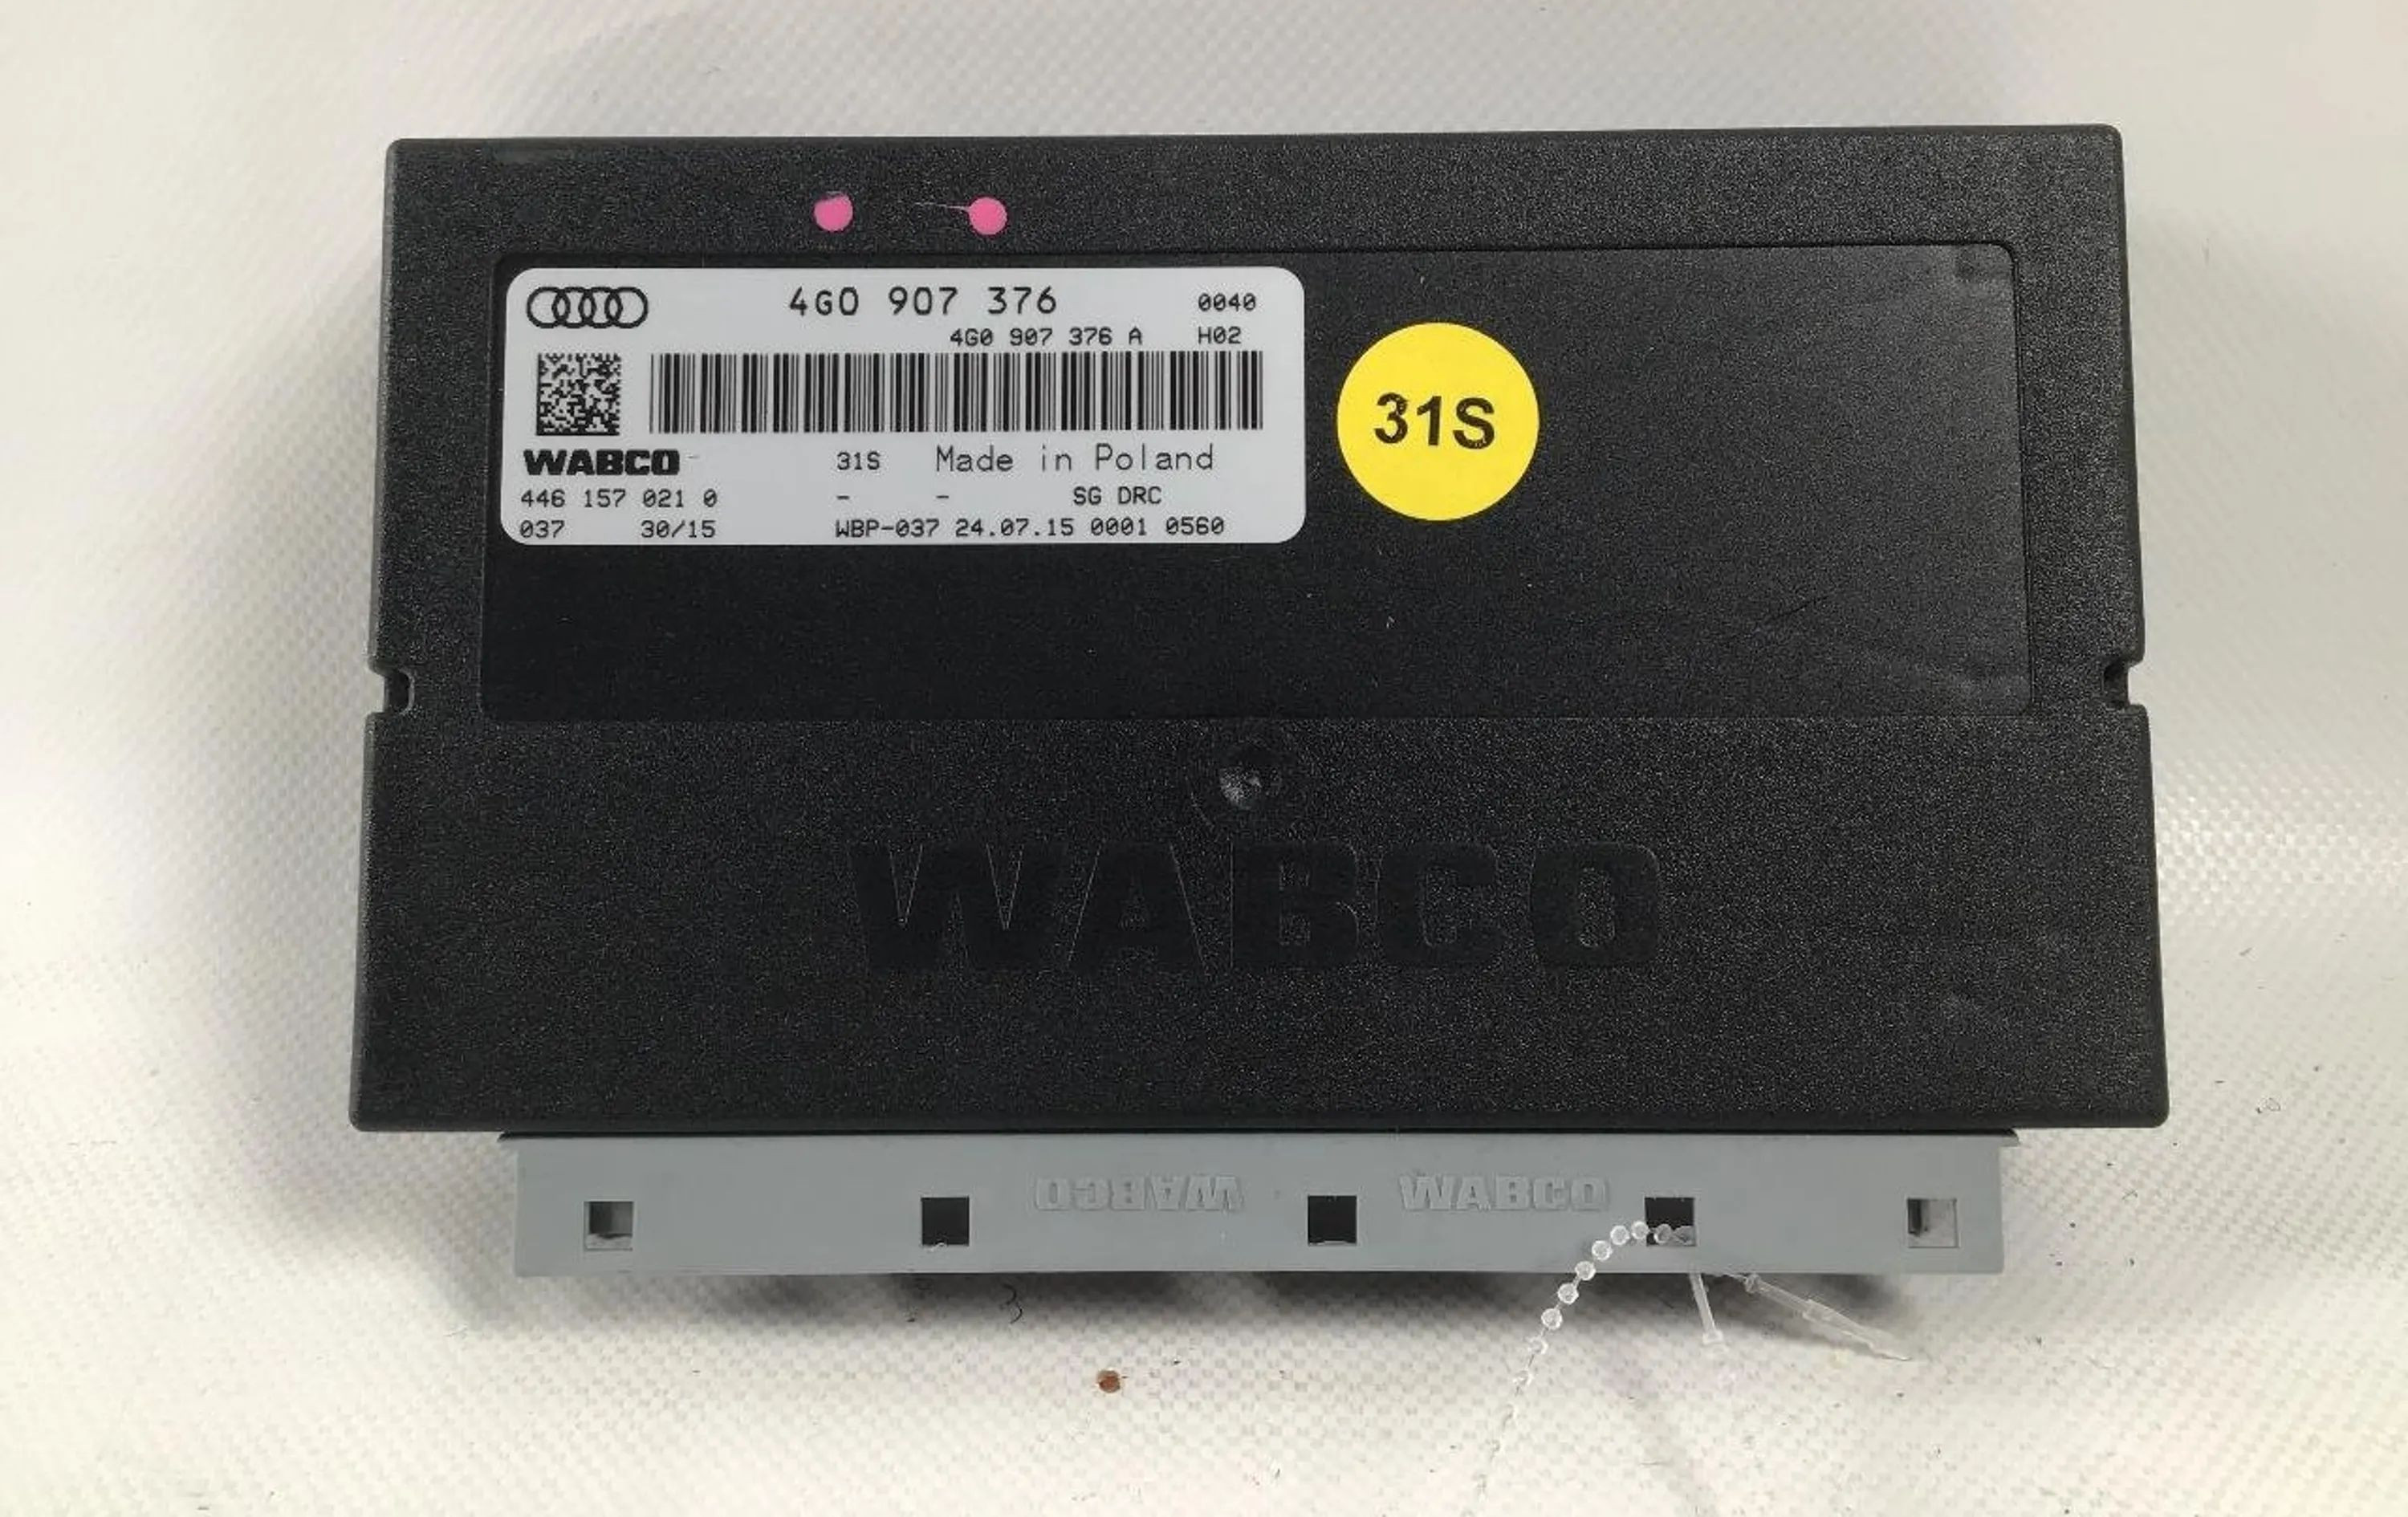 4G0 907 376 0040
4G0 907 376 A H02
WABCO 31S Made in Poland
446 157 021 0 - - SG DRC
037 30/15 WBP-037 24.07.15 0001 0560
31S
WABCO
WABCO WABCO